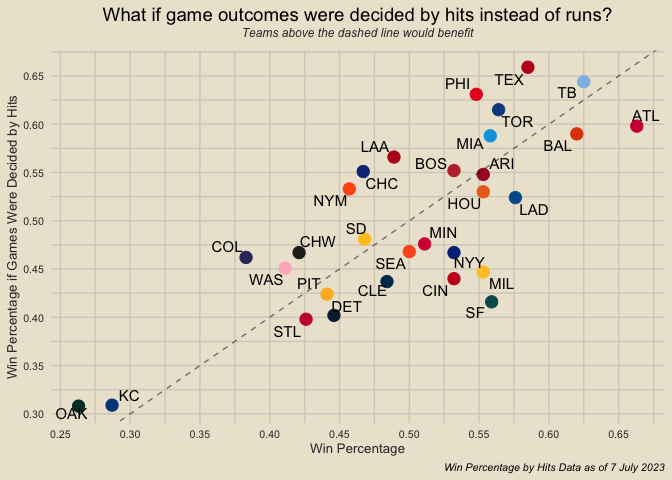 What if game outcomes were decided by hits instead of runs?
Teams above the dashed line would benefit
Win Percentage if Games Were Decided by Hits
0.65
0.60
0.55
0.50
0.45
0.40
0.35
0.30
TEX
PHI
TB
TOR
ATL
MIA
BAL
LAA
BOS
ARI
CHC
NYM
HOU
LAD
SD
MIN
COL
CHW
SEA
NYY
WAS
PIT
CLE
CIN
MIL
DET
SF
STL
KC
OAK
0.25
0.30
0.35
0.40
0.45
0.50
0.55
0.60
0.65
Win Percentage
Win Percentage by Hits Data as of 7 July 2023